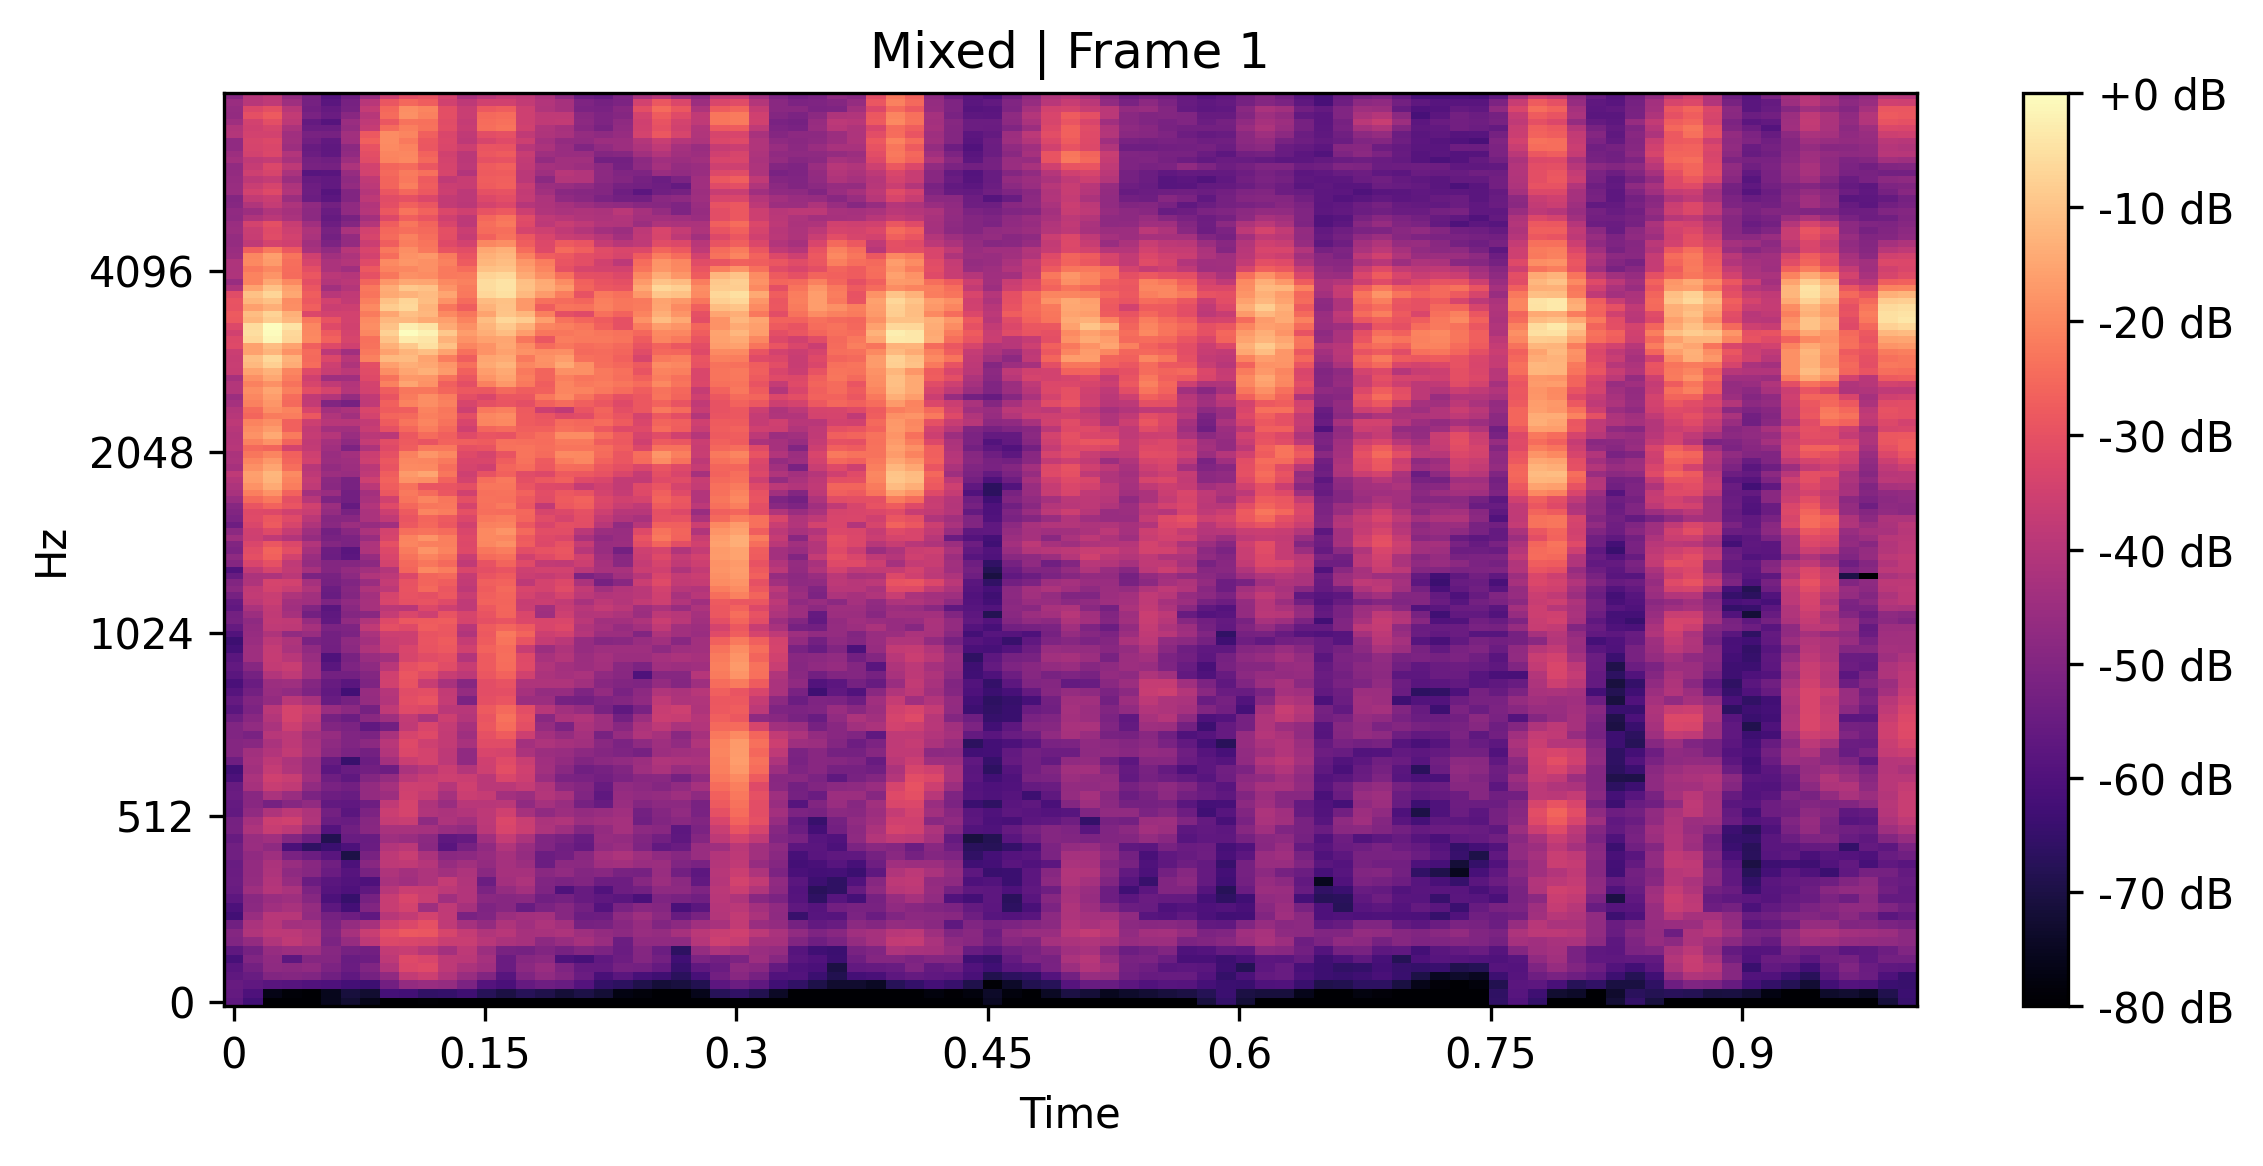 Mixed | Frame 1
+0 dB
-10 dB
-20 dB
-30 dB
-40 dB
-50 dB
-60 dB
-70 dB
-80 dB
Hz
4096
2048
1024
512
0
0 0.15 0.3 0.45 0.6 0.75 0.9
Time